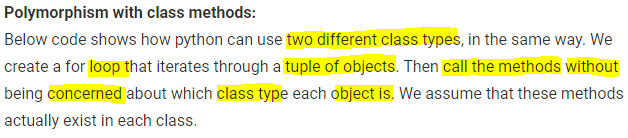 Polymorphism with class methods:
Below code shows how python can use two different class types, in the same way. We
create a for loop that iterates through a tuple of objects. Then call the methods without
being concerned about which class type each object is. We assume that these methods
actually exist in each class.